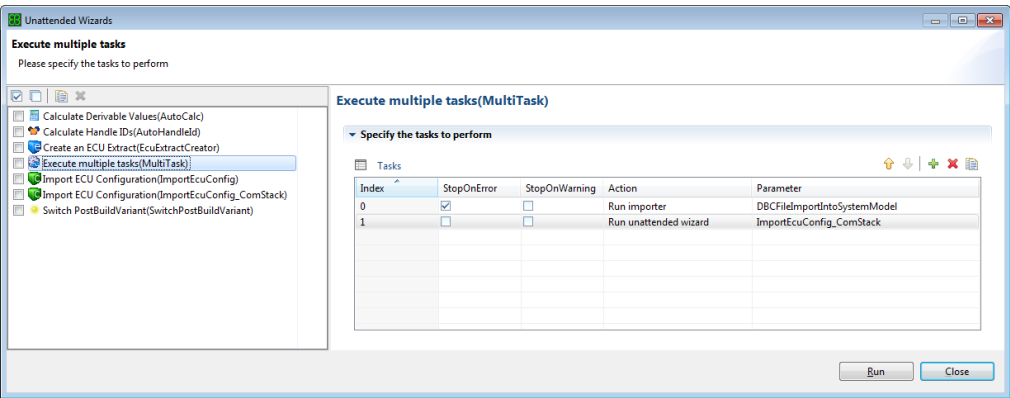 Unattended Wizards
Execute multiple tasks
Please specify the tasks to perform
Calculate Derivable Values(AutoCalc)
Calculate Handle IDs(AutoHandleId)
Create an ECU Extract(EcuExtractCreator)
Execute multiple tasks(MultiTask)
Import ECU Configuration(ImportEcuConfig)
Import ECU Configuration(ImportEcuConfig_ComStack)
Switch PostBuildVariant(SwitchPostBuildVariant)
Execute multiple tasks(MultiTask)
Specify the tasks to perform
Tasks
Index StopOnError StopOnWarning Action Parameter
0 Run importer DBCFileImportIntoSystemModel
1 Run unattended wizard ImportEcuConfig_ComStack
Run Close